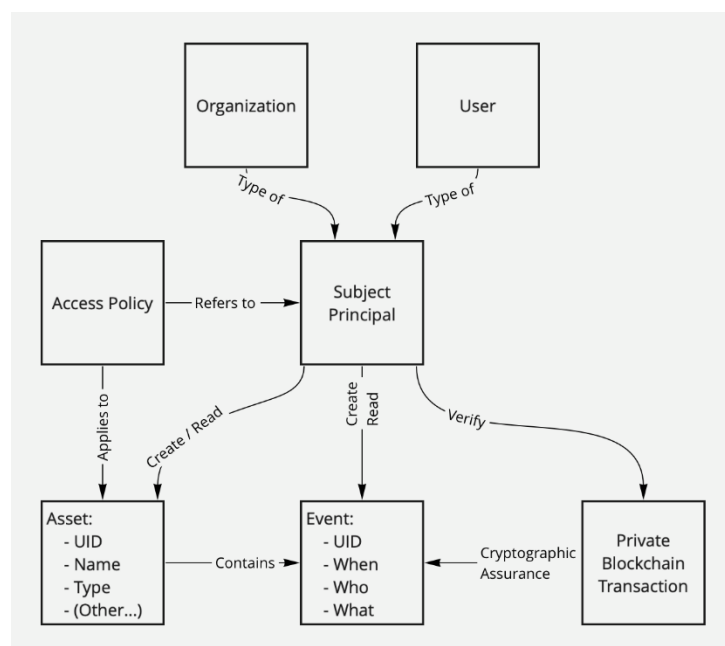 Organization
User
Type of
Type of
Access Policy
Refers to
Subject
Principal
Applies to
Create / Read
Create
Read
Verify
Asset:
- UID
- Name
- Type
- (Other...)
Contains
Event:
- UID
- When
- Who
- What
Cryptographic
Assurance
Private
Blockchain
Transaction